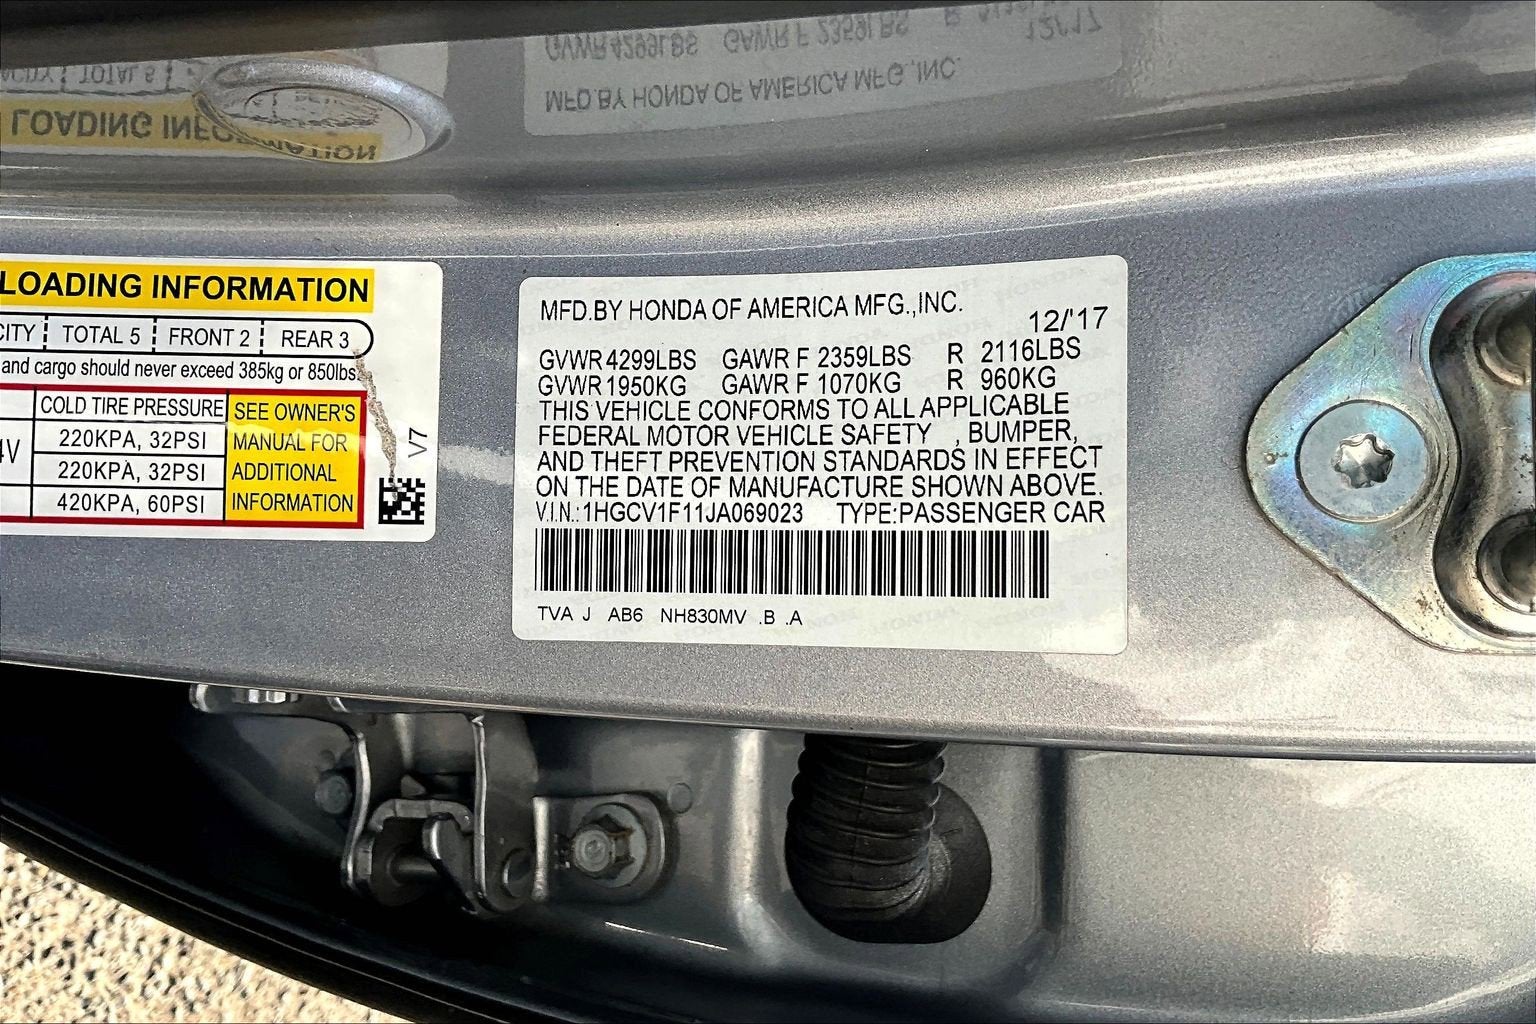 LOADING INFORMATION
CITY TOTAL 5 FRONT 2 REAR 3
and cargo should never exceed 385kg or 850lbs
COLD TIRE PRESSURE
4V 220KPA, 32PSI
220KPA, 32PSI
420KPA, 60PSI
SEE OWNER'S
MANUAL FOR
ADDITIONAL
INFORMATION
V7
MFD.BY HONDA OF AMERICA MFG.,INC.
12/'17
GVWR 4299LBS GAWR F 2359LBS R 2116LBS
GVWR 1950KG GAWR F 1070KG R 960KG
THIS VEHICLE CONFORMS TO ALL APPLICABLE
FEDERAL MOTOR VEHICLE SAFETY , BUMPER,
AND THEFT PREVENTION STANDARDS IN EFFECT
ON THE DATE OF MANUFACTURE SHOWN ABOVE.
V.I.N.:1HGCV1F11JA069023 TYPE:PASSENGER CAR
TVA J AB6 NH830MV .B .A